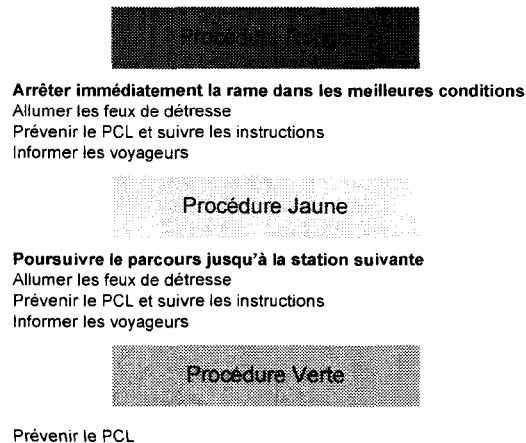 Procédure Rouge
Arrêter immédiatement la rame dans les meilleures conditions
Allumer les feux de détresse
Prévenir le PCL et suivre les instructions
Informer les voyageurs
Procédure Jaune
Poursuivre le parcours jusqu'à la station suivante
Allumer les feux de détresse
Prévenir le PCL et suivre les instructions
Informer les voyageurs
Procédure Verte
Prévenir le PCL